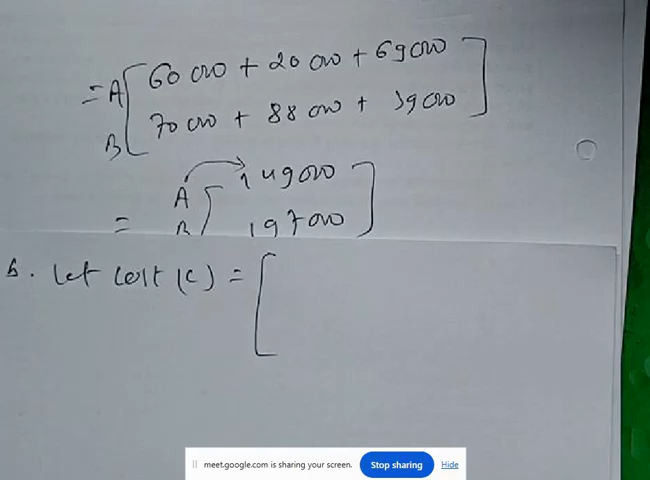 = A [ 60000 + 20000 + 69000 ]
B [ 70000 + 88000 + 39000 ]
A [ 149000 ]
= B [ 197000 ]
6. Let Cost (C) = [
meet.google.com is sharing your screen. Stop sharing Hide